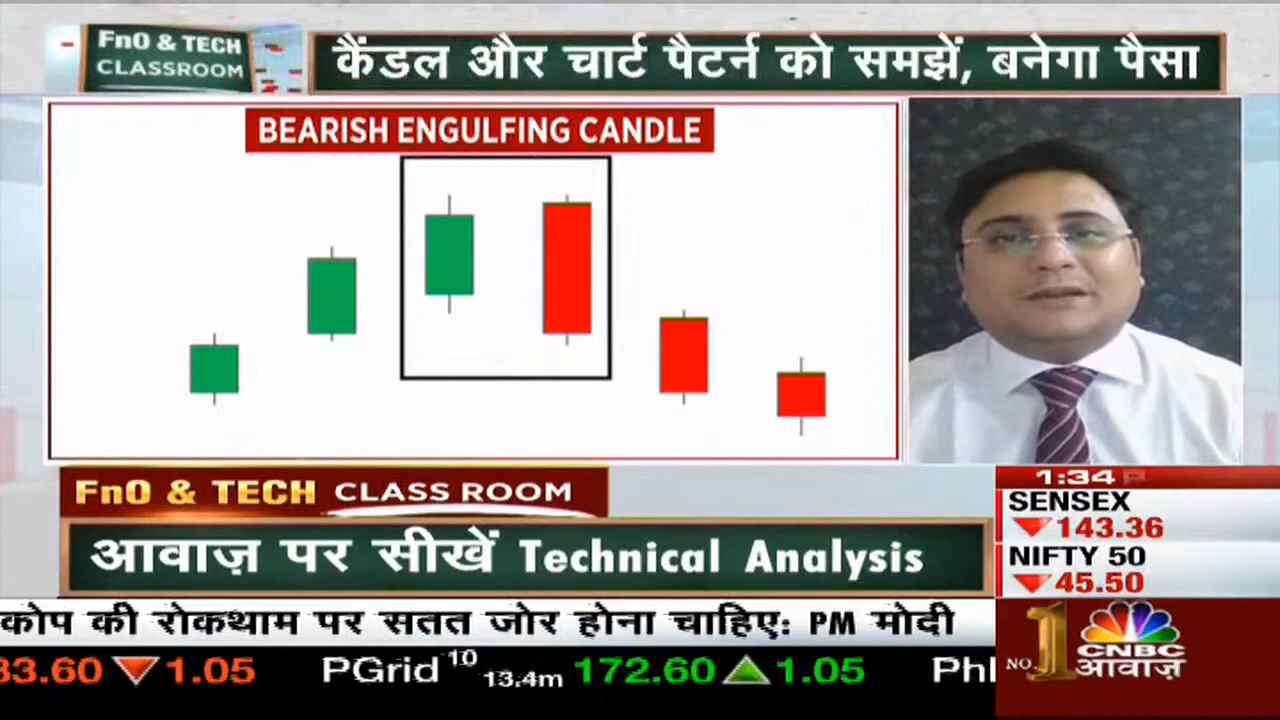 FnO & TECH
CLASSROOM
कैंडल और चार्ट पैटर्न को समझें, बनेगा पैसा
BEARISH ENGULFING CANDLE
FnO & TECH CLASS ROOM
आवाज़ पर सीखें Technical Analysis
1:34
SENSEX
143.36
NIFTY 50
45.50
कोप की रोकथाम पर सतत जोर होना चाहिए: PM मोदी
33.60 1.05 PGrid 10 13.4m 172.60 1.05 Phl
NO. 1 CNBC
आवाज़